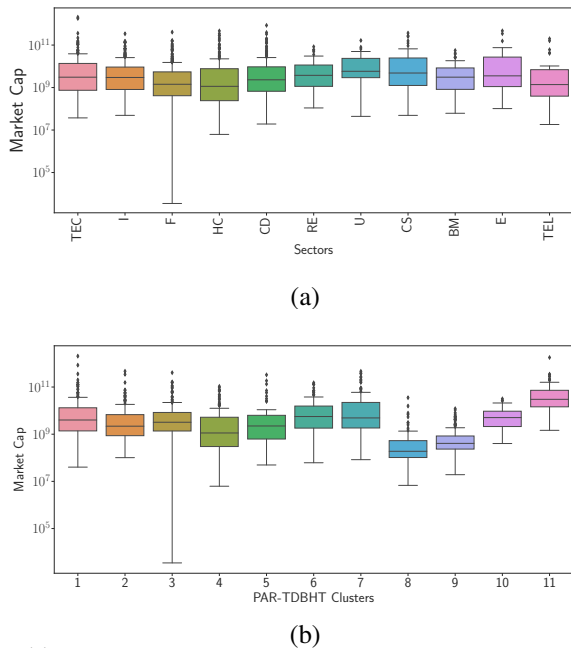 Market Cap
10^11
10^9
10^7
10^5
TEC I F HC CD RE U CS BM E TEL
Sectors
(a)
Market Cap
10^11
10^9
10^7
10^5
1 2 3 4 5 6 7 8 9 10 11
PAR-TDBHT Clusters
(b)